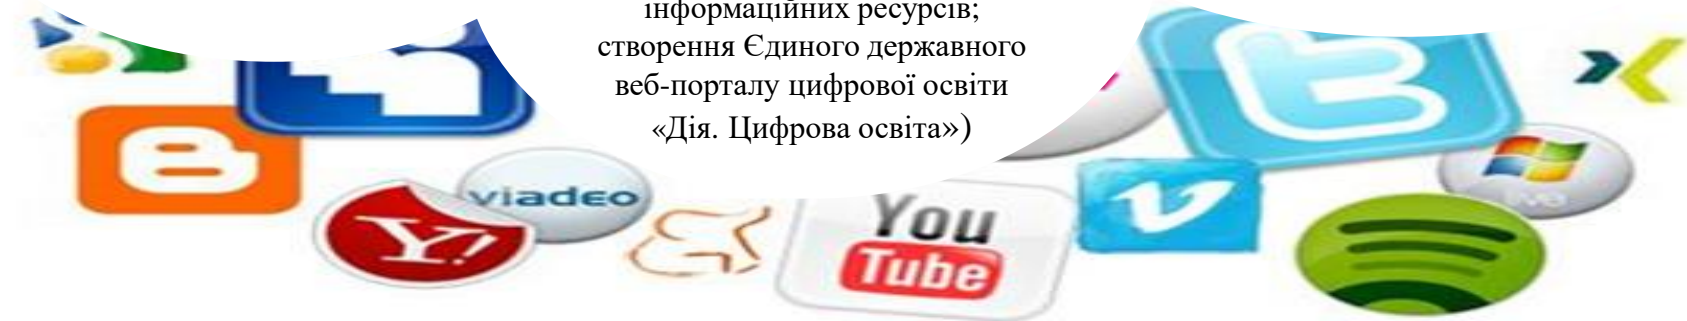 інформаційних ресурсів;
створення Єдиного державного
веб-порталу цифрової освіти
«Дія. Цифрова освіта»)
viadeo
Y!
You
Tube